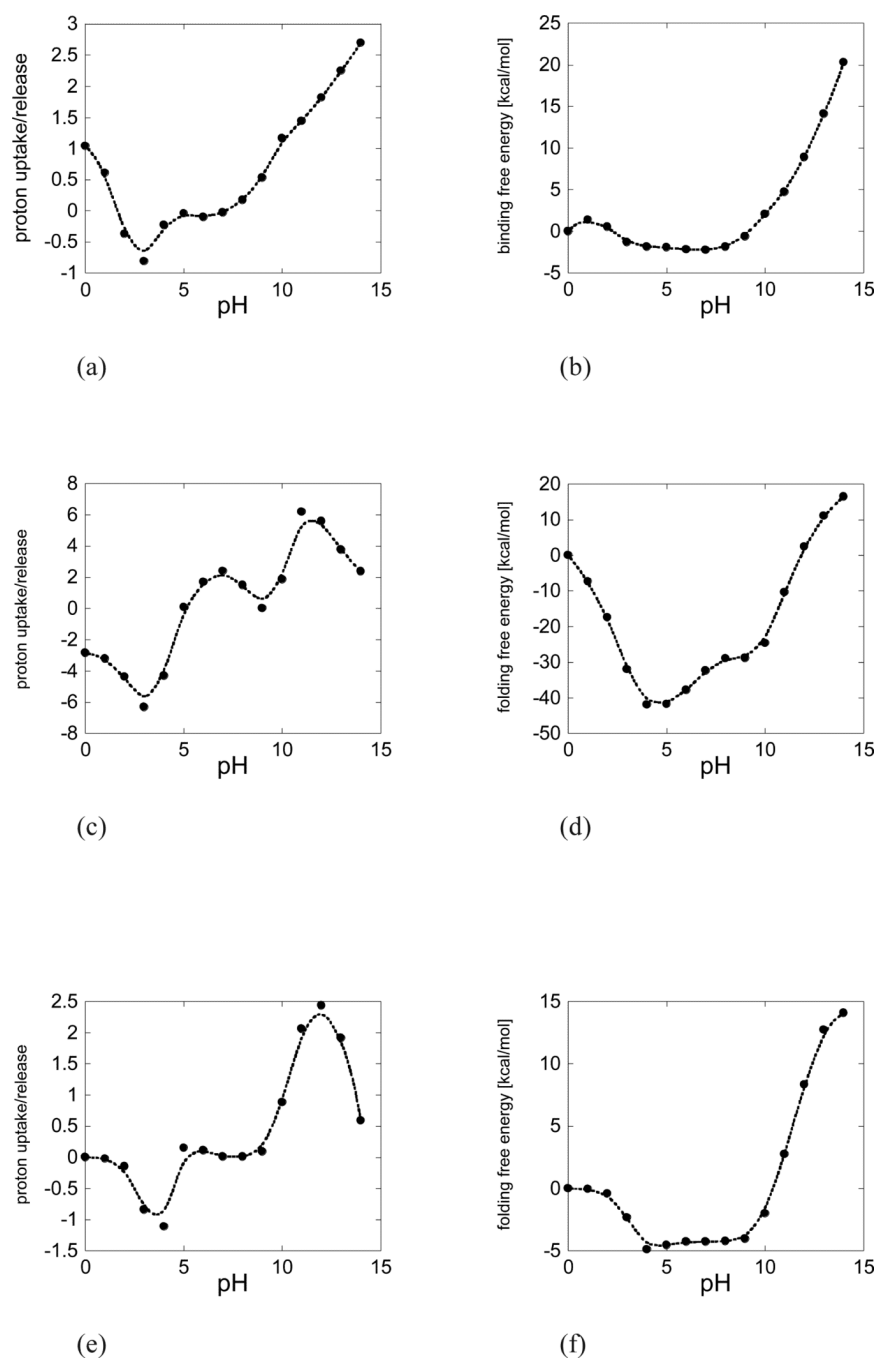 3
2.5
2
1.5
1
0.5
0
-0.5
-1
proton uptake/release
0 5 10 15
pH
(a)
25
20
15
10
5
0
-5
binding free energy [kcal/mol]
0 5 10 15
pH
(b)
8
6
4
2
0
-2
-4
-6
-8
proton uptake/release
0 5 10 15
pH
(c)
20
10
0
-10
-20
-30
-40
-50
folding free energy [kcal/mol]
0 5 10 15
pH
(d)
2.5
2
1.5
1
0.5
0
-0.5
-1
-1.5
proton uptake/release
0 5 10 15
pH
(e)
15
10
5
0
-5
folding free energy [kcal/mol]
0 5 10 15
pH
(f)